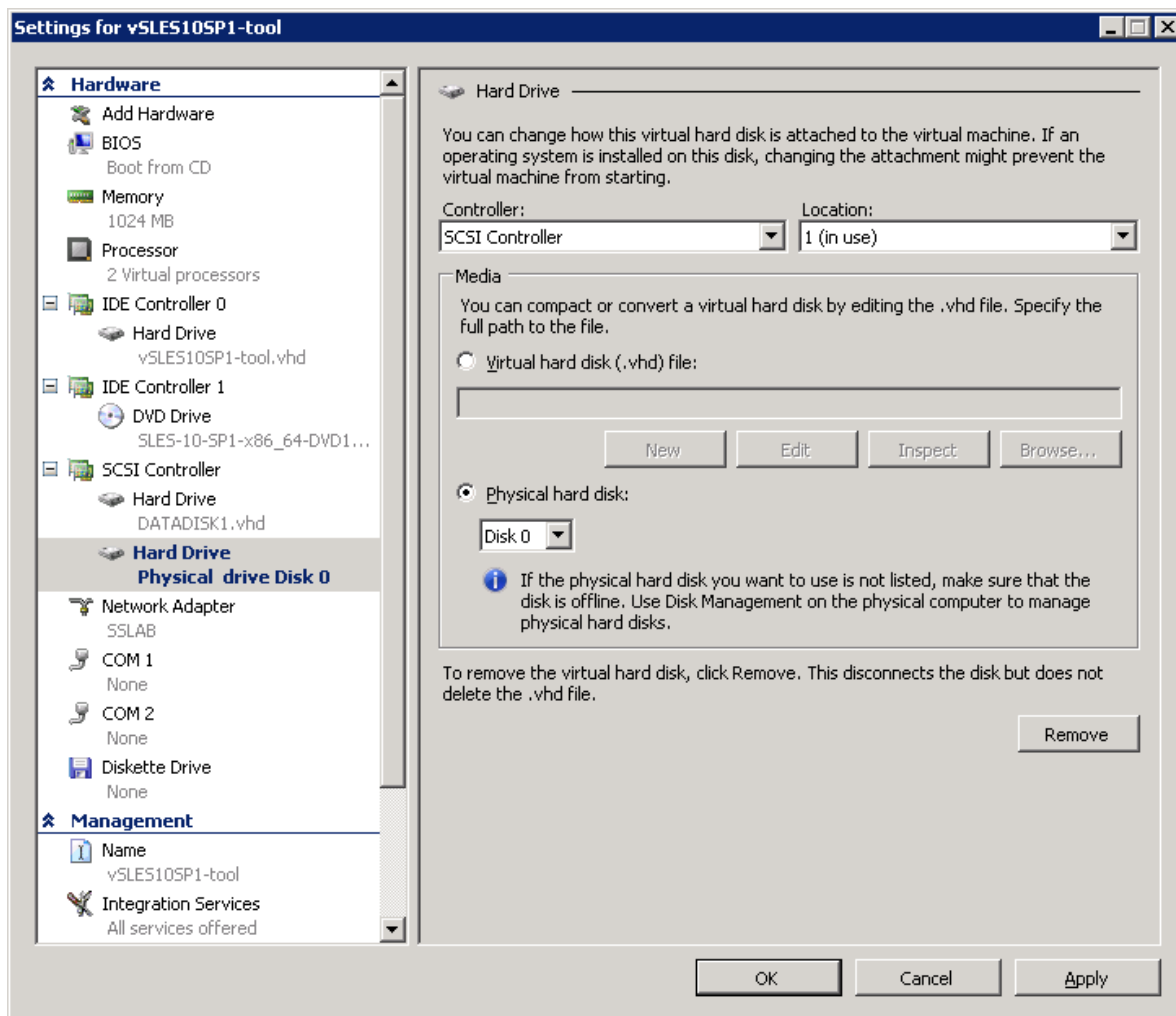 Settings for vSLES10SP1-tool
Hardware
Add Hardware
BIOS
Boot from CD
Memory
1024 MB
Processor
2 Virtual processors
IDE Controller 0
Hard Drive
vSLES10SP1-tool.vhd
IDE Controller 1
DVD Drive
SLES-10-SP1-x86_64-DVD1...
SCSI Controller
Hard Drive
DATADISK1.vhd
Hard Drive
Physical drive Disk 0
Network Adapter
SSLAB
COM 1
None
COM 2
None
Diskette Drive
None
Management
Name
vSLES10SP1-tool
Integration Services
All services offered
Hard Drive
You can change how this virtual hard disk is attached to the virtual machine. If an
operating system is installed on this disk, changing the attachment might prevent the
virtual machine from starting.
Controller:
Location:
SCSI Controller
1 (in use)
Media
You can compact or convert a virtual hard disk by editing the .vhd file. Specify the
full path to the file.
Virtual hard disk (.vhd) file:
New
Edit
Inspect
Browse...
Physical hard disk:
Disk 0
If the physical hard disk you want to use is not listed, make sure that the
disk is offline. Use Disk Management on the physical computer to manage
physical hard disks.
To remove the virtual hard disk, click Remove. This disconnects the disk but does not
delete the .vhd file.
Remove
OK
Cancel
Apply